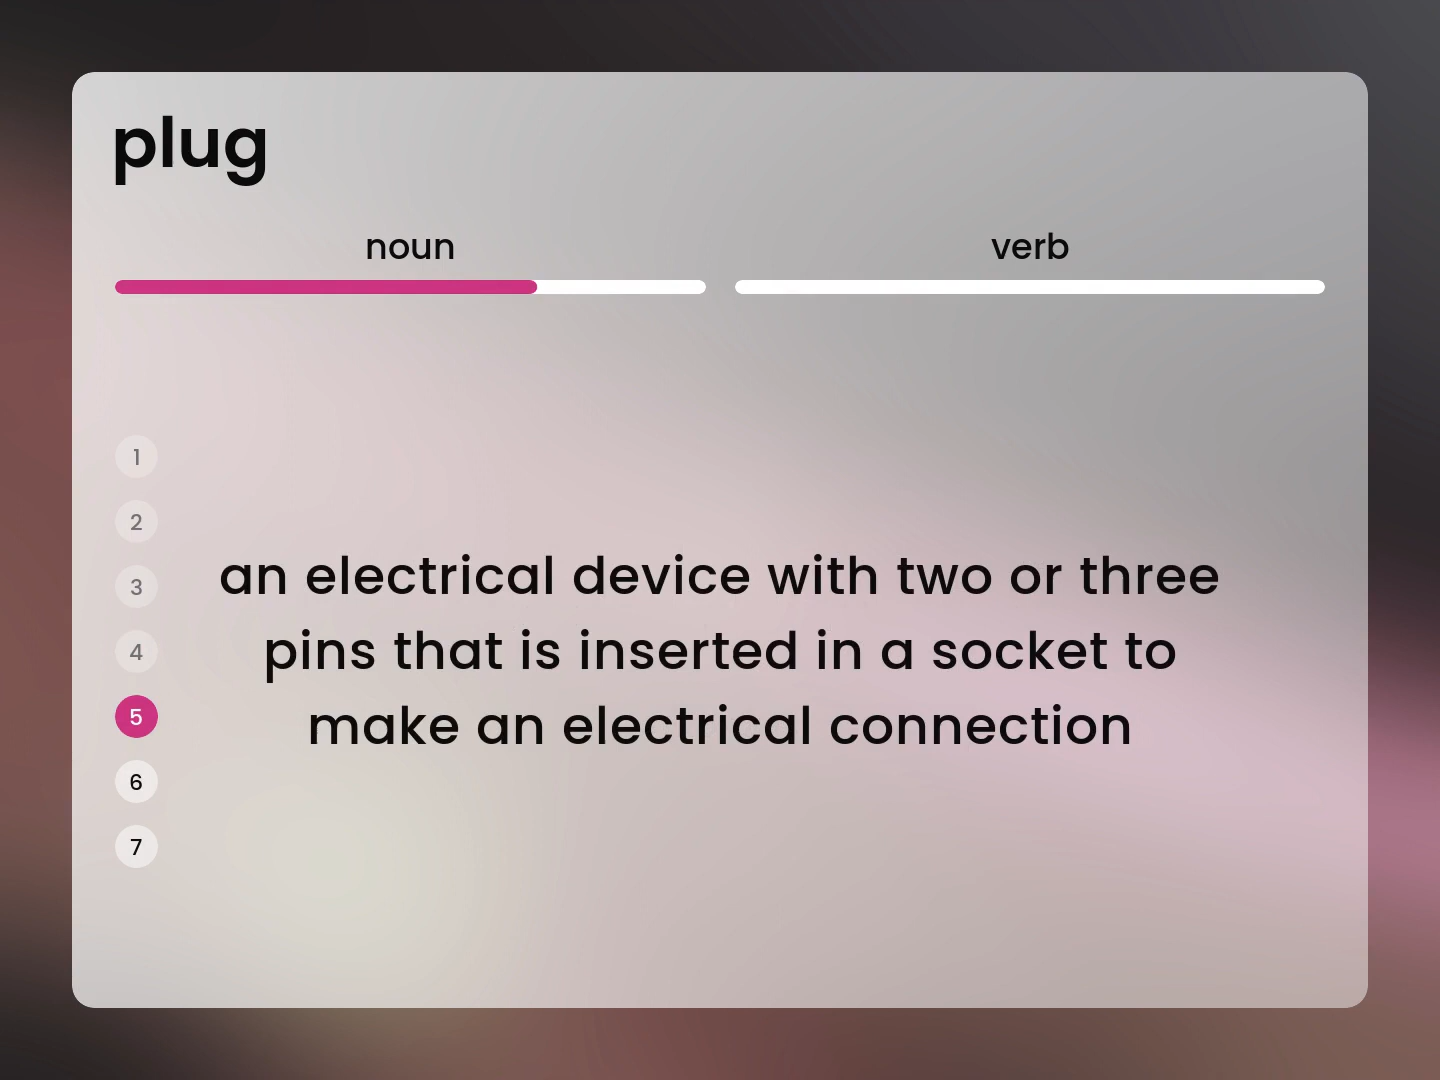 plug
noun
verb
1
2
3
4
5
6
7
an electrical device with two or three
pins that is inserted in a socket to
make an electrical connection